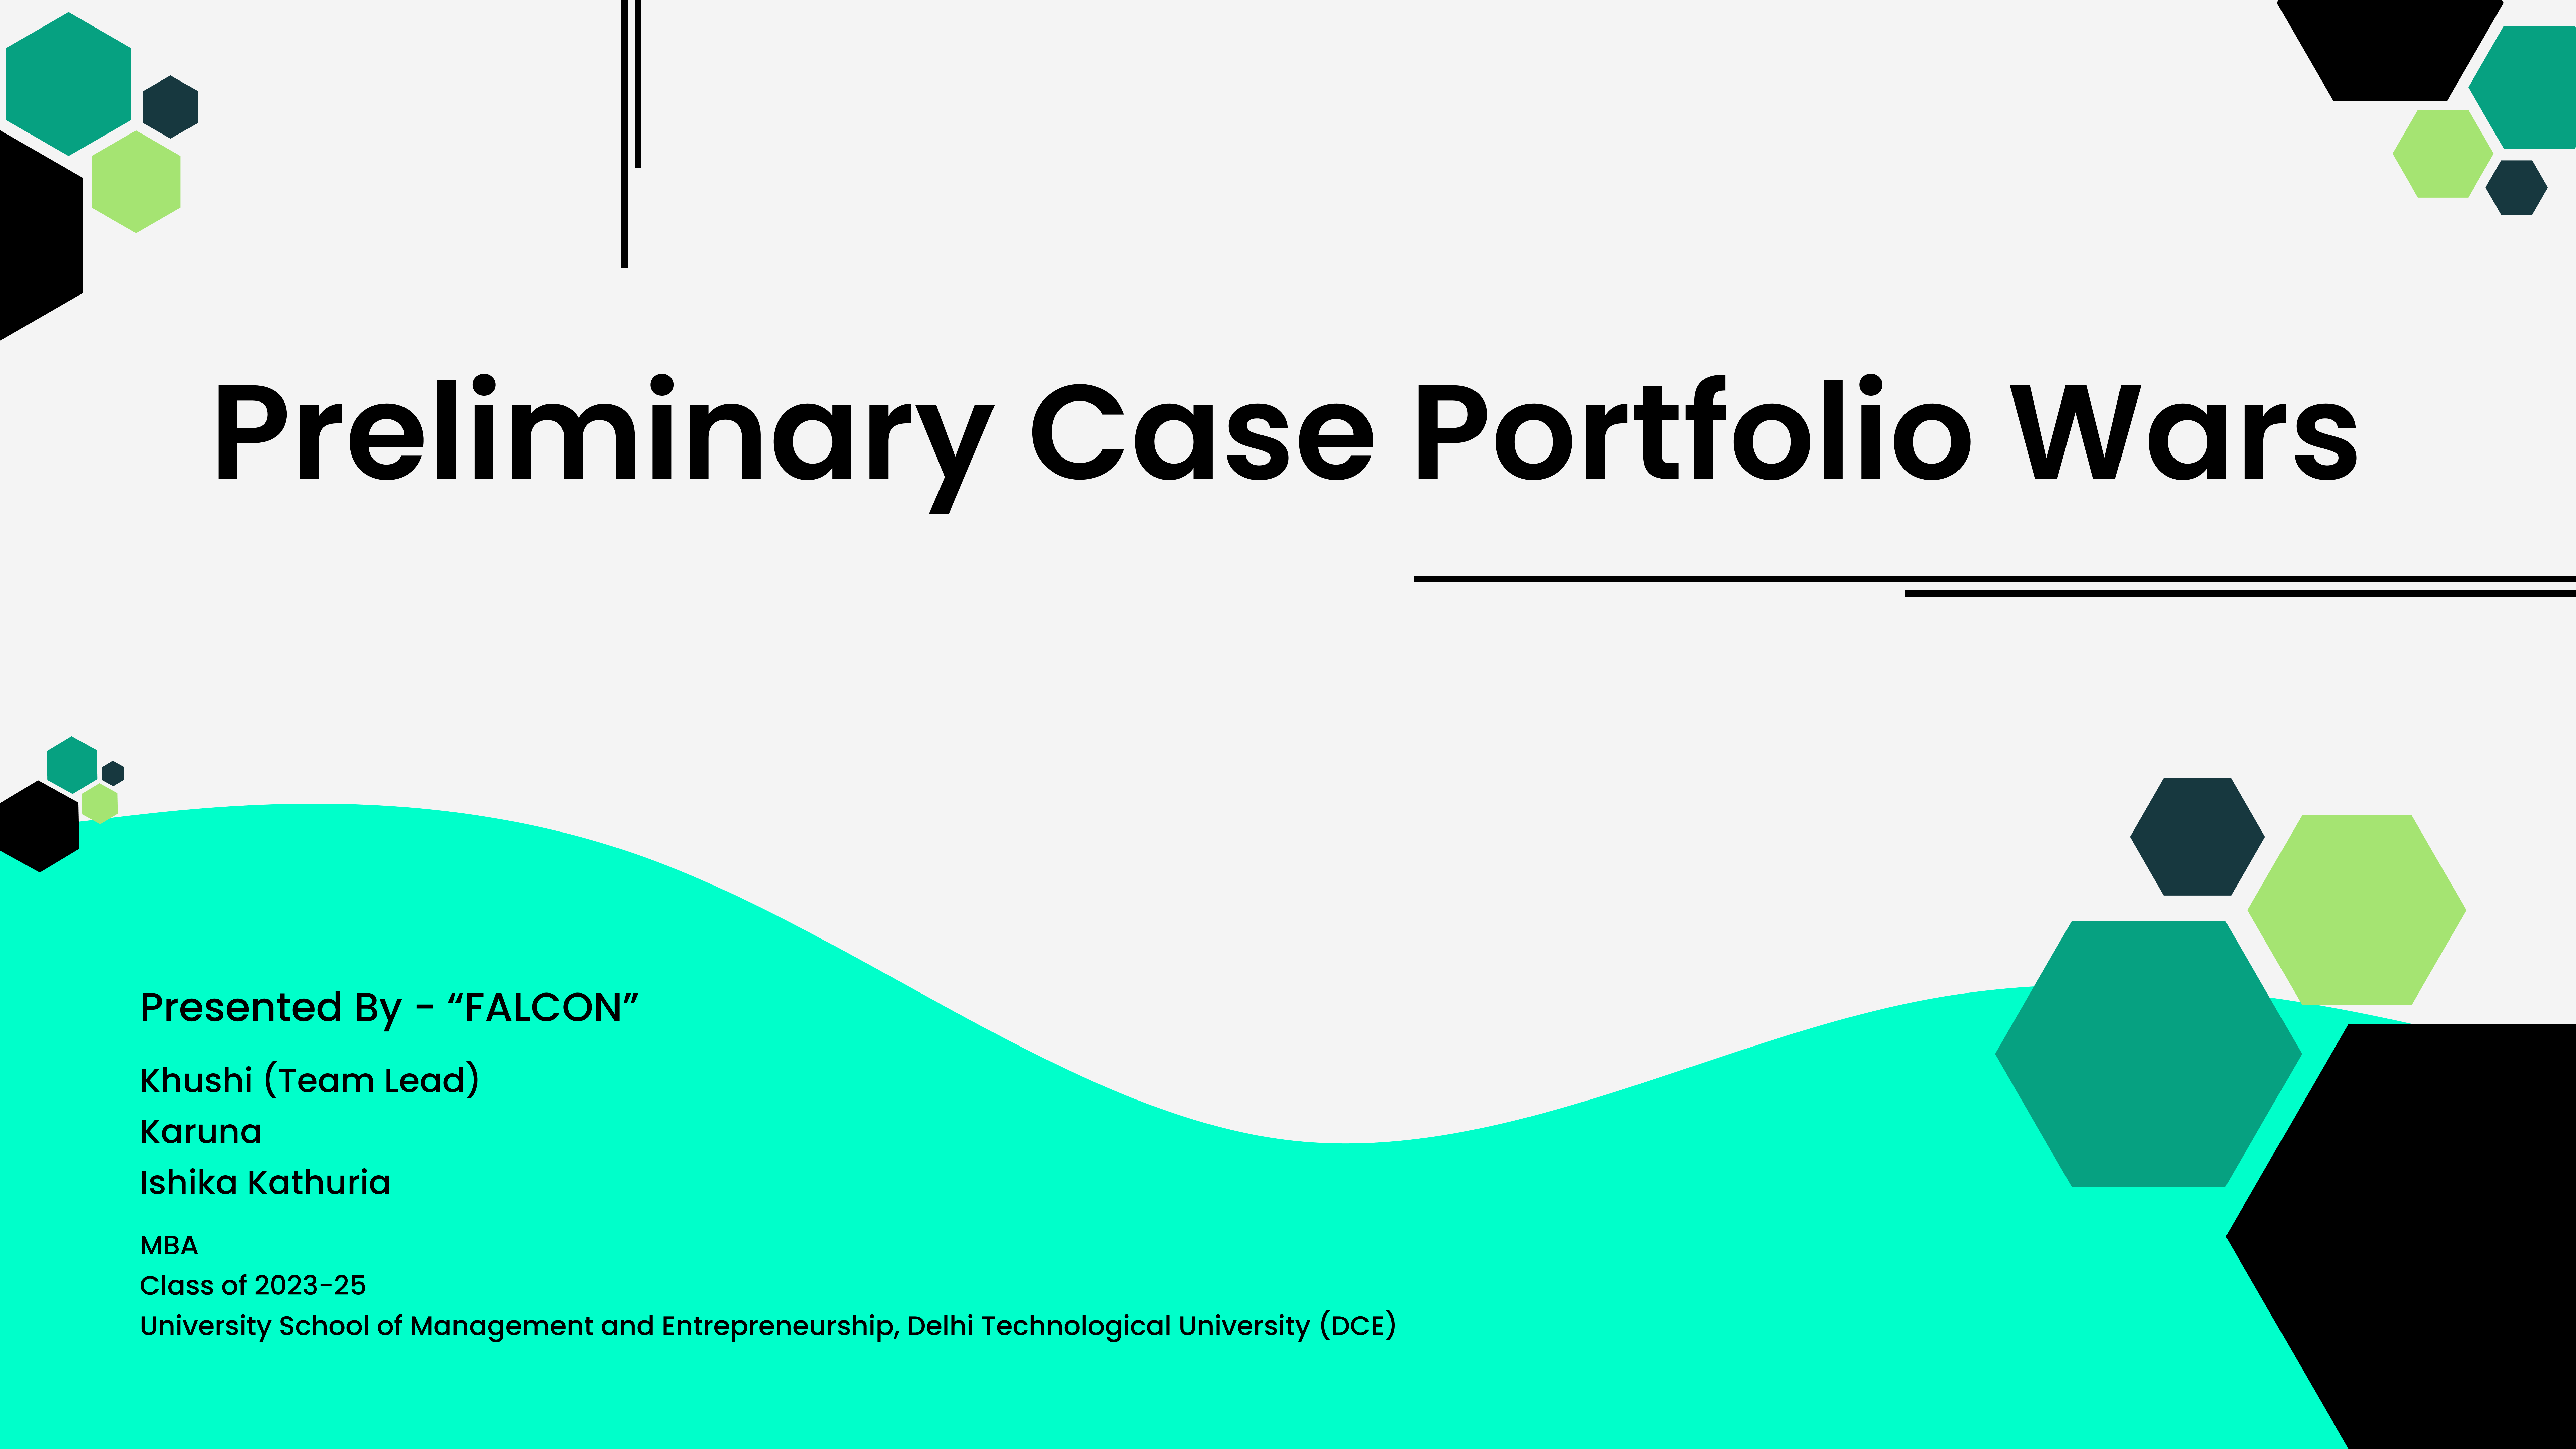 Preliminary Case Portfolio Wars
Presented By - “FALCON”
Khushi (Team Lead)
Karuna
Ishika Kathuria
MBA
Class of 2023-25
University School of Management and Entrepreneurship, Delhi Technological University (DCE)